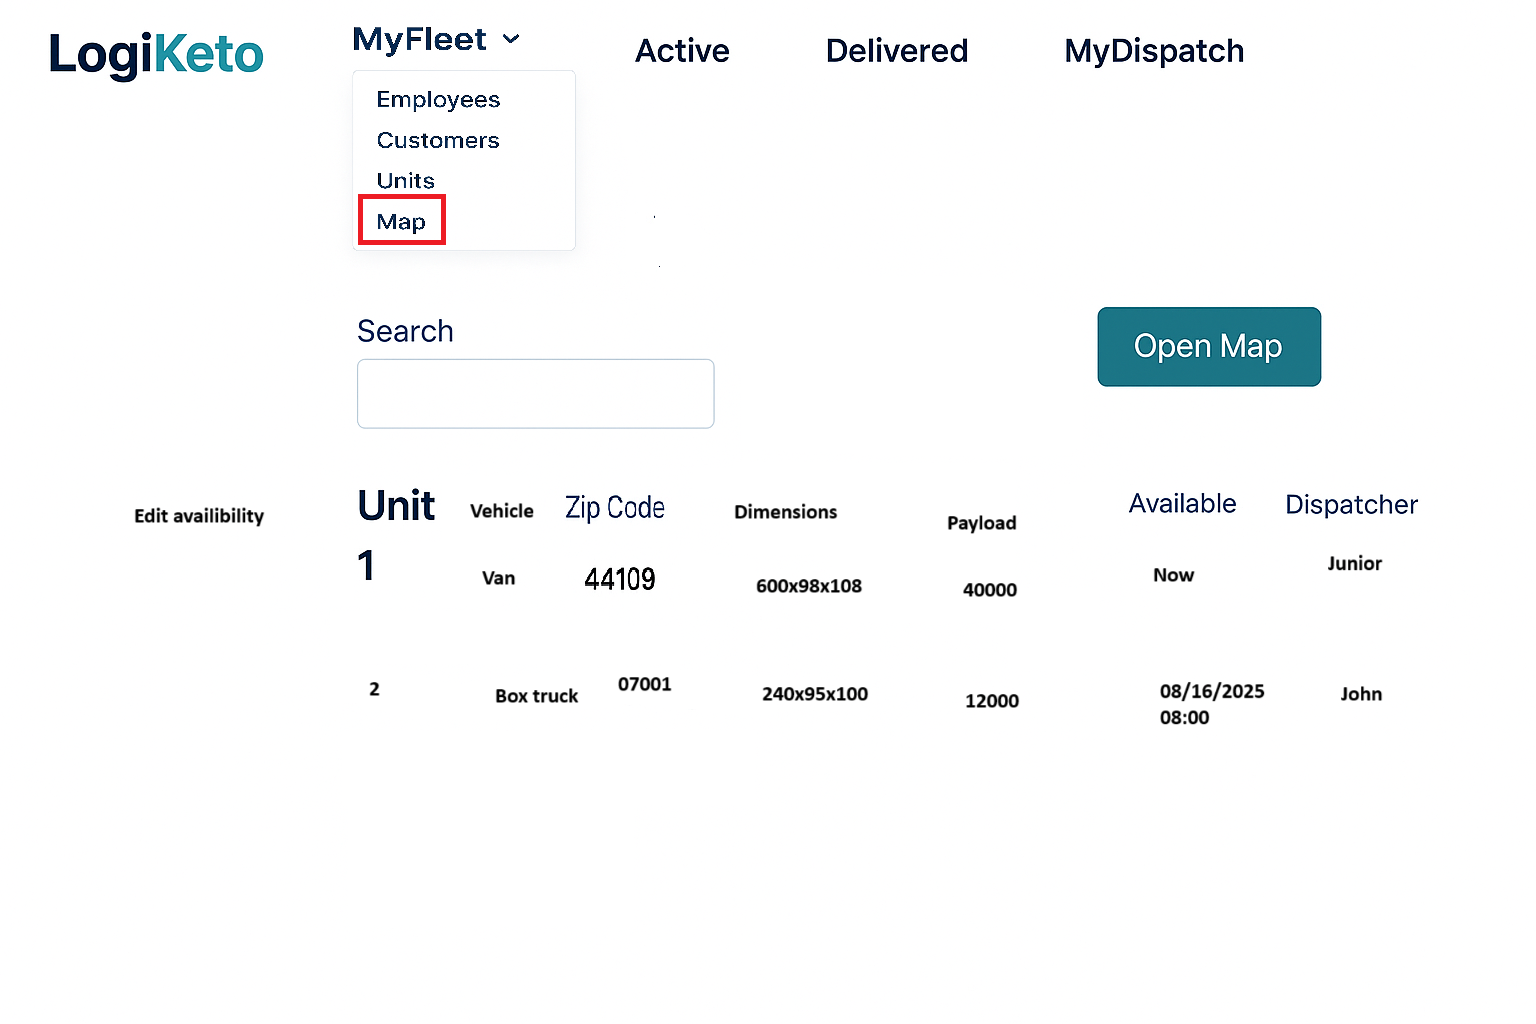 LogiKeto
MyFleet
Active
Delivered
MyDispatch
Employees
Customers
Units
Map
Search
Open Map
Edit availibility
Unit
Vehicle
Zip Code
Dimensions
Payload
Available
Dispatcher
1
Van
44109
600x98x108
40000
Now
Junior
2
Box truck
07001
240x95x100
12000
08/16/2025
08:00
John